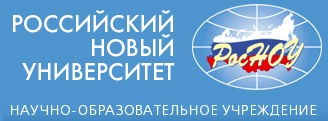 РОССИЙСКИЙ
НОВЫЙ
УНИВЕРСИТЕТ
РосНОУ
НАУЧНО-ОБРАЗОВАТЕЛЬНОЕ УЧРЕЖДЕНИЕ